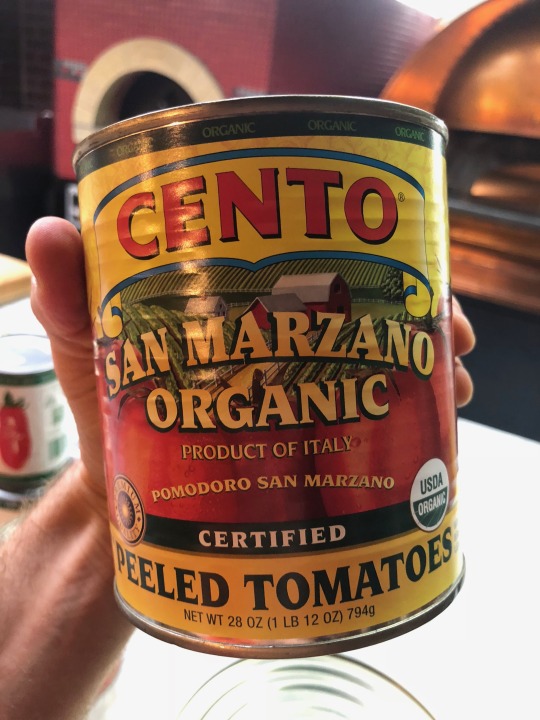 ORGANIC ORGANIC ORGANIC ORGANIC
CENTO®
SAN MARZANO
ORGANIC
PRODUCT OF ITALY
POMODORO SAN MARZANO
USDA
ORGANIC
CERTIFIED
PEELED TOMATOES
NET WT 28 OZ (1 LB 12 OZ) 794g